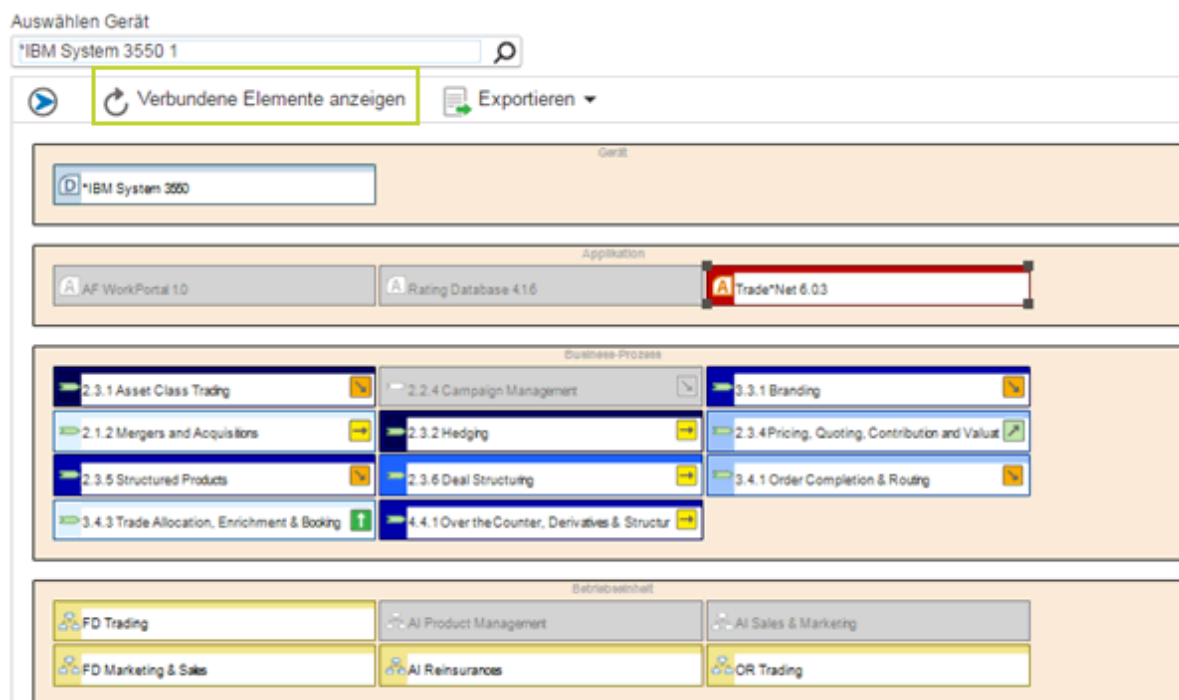 Auswählen Gerät
*IBM System 3550 1
Verbundene Elemente anzeigen Exportieren
Gerät
D *IBM System 3550
Applikation
A AF WorkPortal 1.0 A Rating Database 4.1.6 A Trade*Net 6.0.3
Business-Prozess
2.3.1 Asset Class Trading 2.2.4 Campaign Management 3.3.1 Branding
2.1.2 Mergers and Acquisitions 2.3.2 Hedging 2.3.4 Pricing, Quoting, Contribution and Valuat
2.3.5 Structured Products 2.3.6 Deal Structuring 3.4.1 Order Completion & Routing
3.4.3 Trade Allocation, Enrichment & Booking 4.4.1 Over the Counter, Derivatives & Structur
Betriebseinheit
FD Trading AI Product Management AI Sales & Marketing
FD Marketing & Sales AI Reinsurances OR Trading